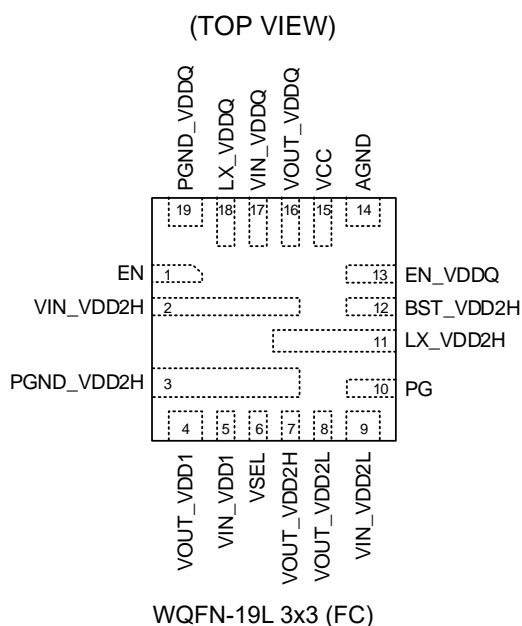 (TOP VIEW)
PGND_VDDQ
LX_VDDQ
VIN_VDDQ
VOUT_VDDQ
VCC
AGND
19
18
17
16
15
14
EN
1
13
EN_VDDQ
VIN_VDD2H
2
12
BST_VDD2H
11
LX_VDD2H
PGND_VDD2H
3
10
PG
4
5
6
7
8
9
VOUT_VDD1
VIN_VDD1
VSEL
VOUT_VDD2H
VOUT_VDD2L
VIN_VDD2L
WQFN-19L 3x3 (FC)